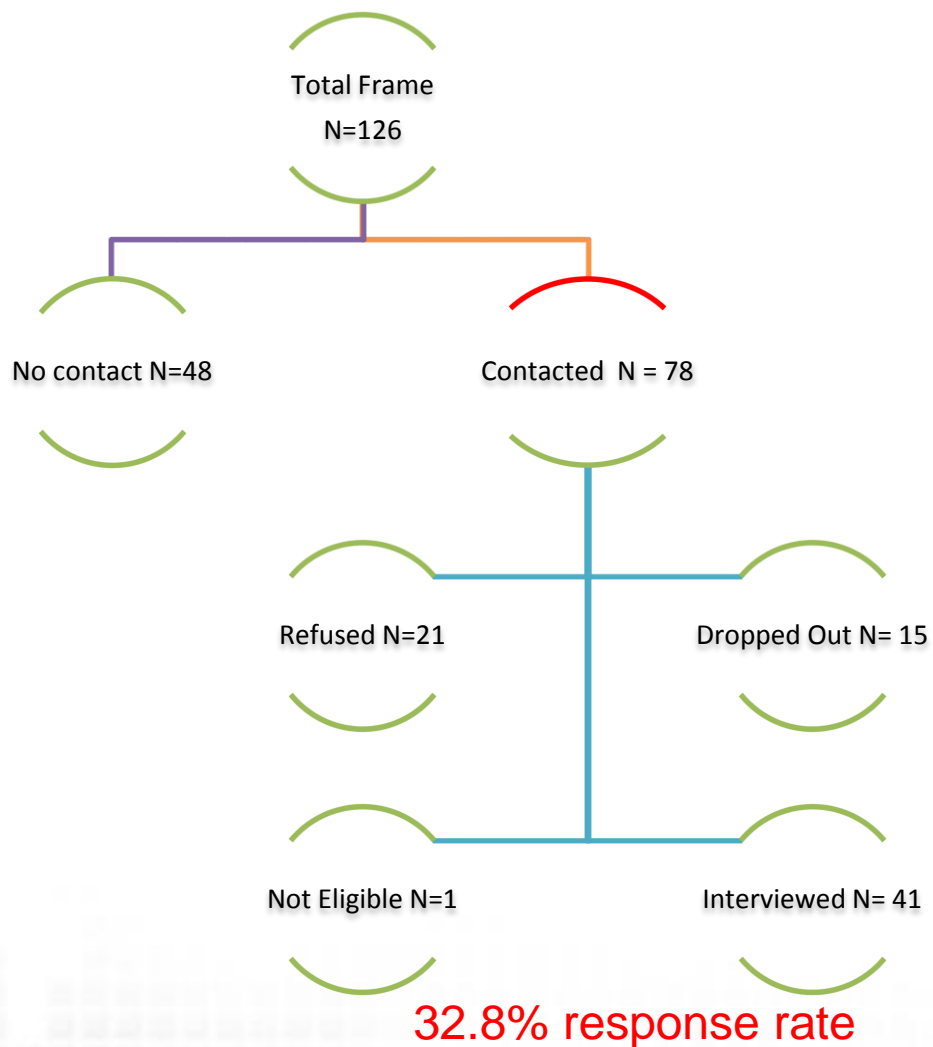 Total Frame
N=126
No contact N=48
Contacted N = 78
Refused N=21
Dropped Out N= 15
Not Eligible N=1
Interviewed N= 41
32.8% response rate